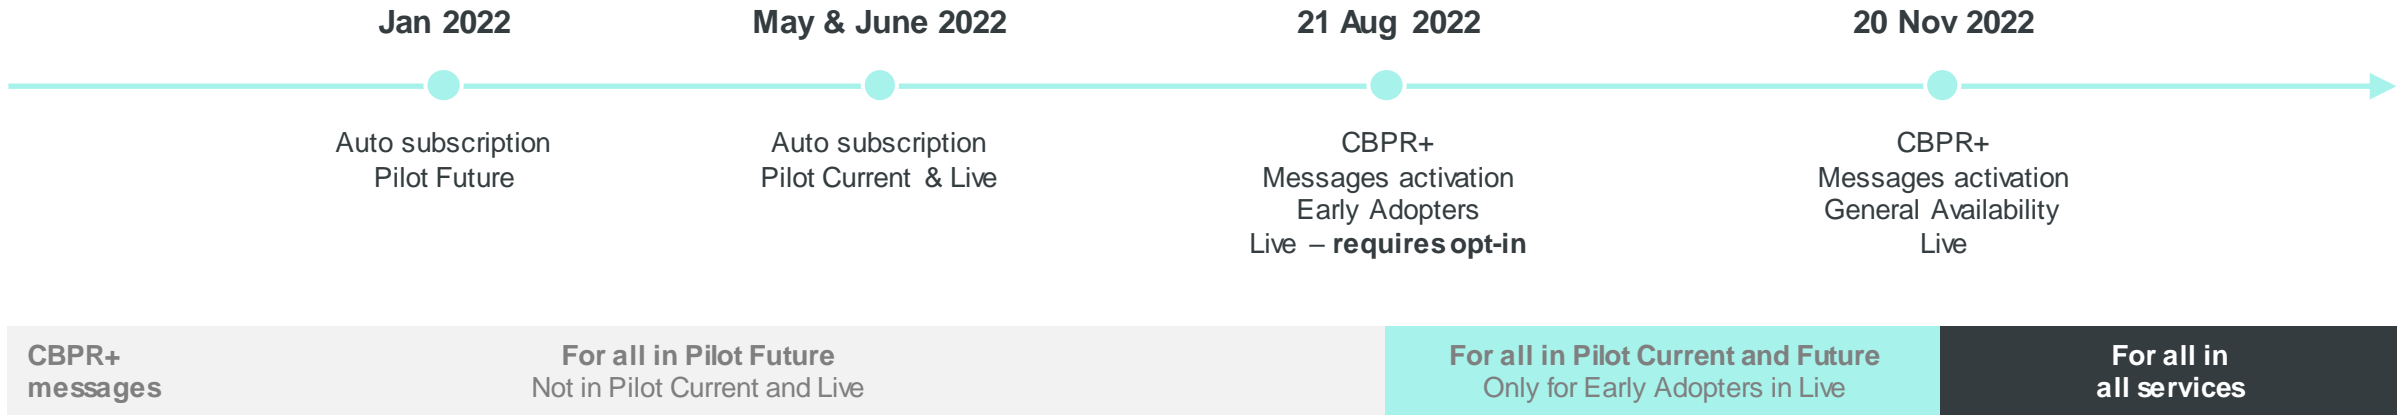 Jan 2022
May & June 2022
21 Aug 2022
20 Nov 2022
Auto subscription
Pilot Future
Auto subscription
Pilot Current & Live
CBPR+
Messages activation
Early Adopters
Live – requires opt-in
CBPR+
Messages activation
General Availability
Live
CBPR+
messages
For all in Pilot Future
Not in Pilot Current and Live
For all in Pilot Current and Future
Only for Early Adopters in Live
For all in
all services